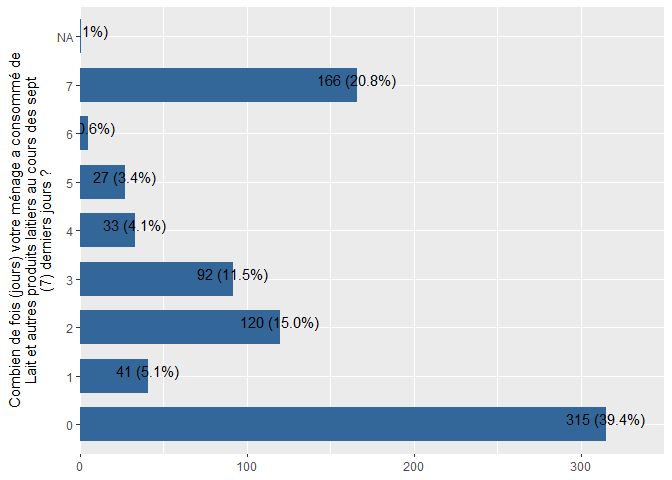 Combien de fois (jours) votre ménage a consommé de
Lait et autres produits laitiers au cours des sept
(7) derniers jours ?
NA 1%)
7 166 (20.8%)
6 0.6%)
5 27 (3.4%)
4 33 (4.1%)
3 92 (11.5%)
2 120 (15.0%)
1 41 (5.1%)
0 315 (39.4%)
0 100 200 300